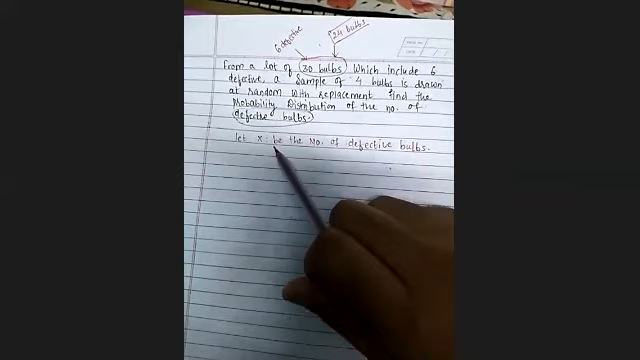 24 bulbs
6 defective
From a lot of 30 bulbs Which include 6
defective, a Sample of 4 bulbs is drawn
at random with replacement find the
Probability Distribution of the no. of
defective bulbs.
let x : be the No. of defective bulbs.